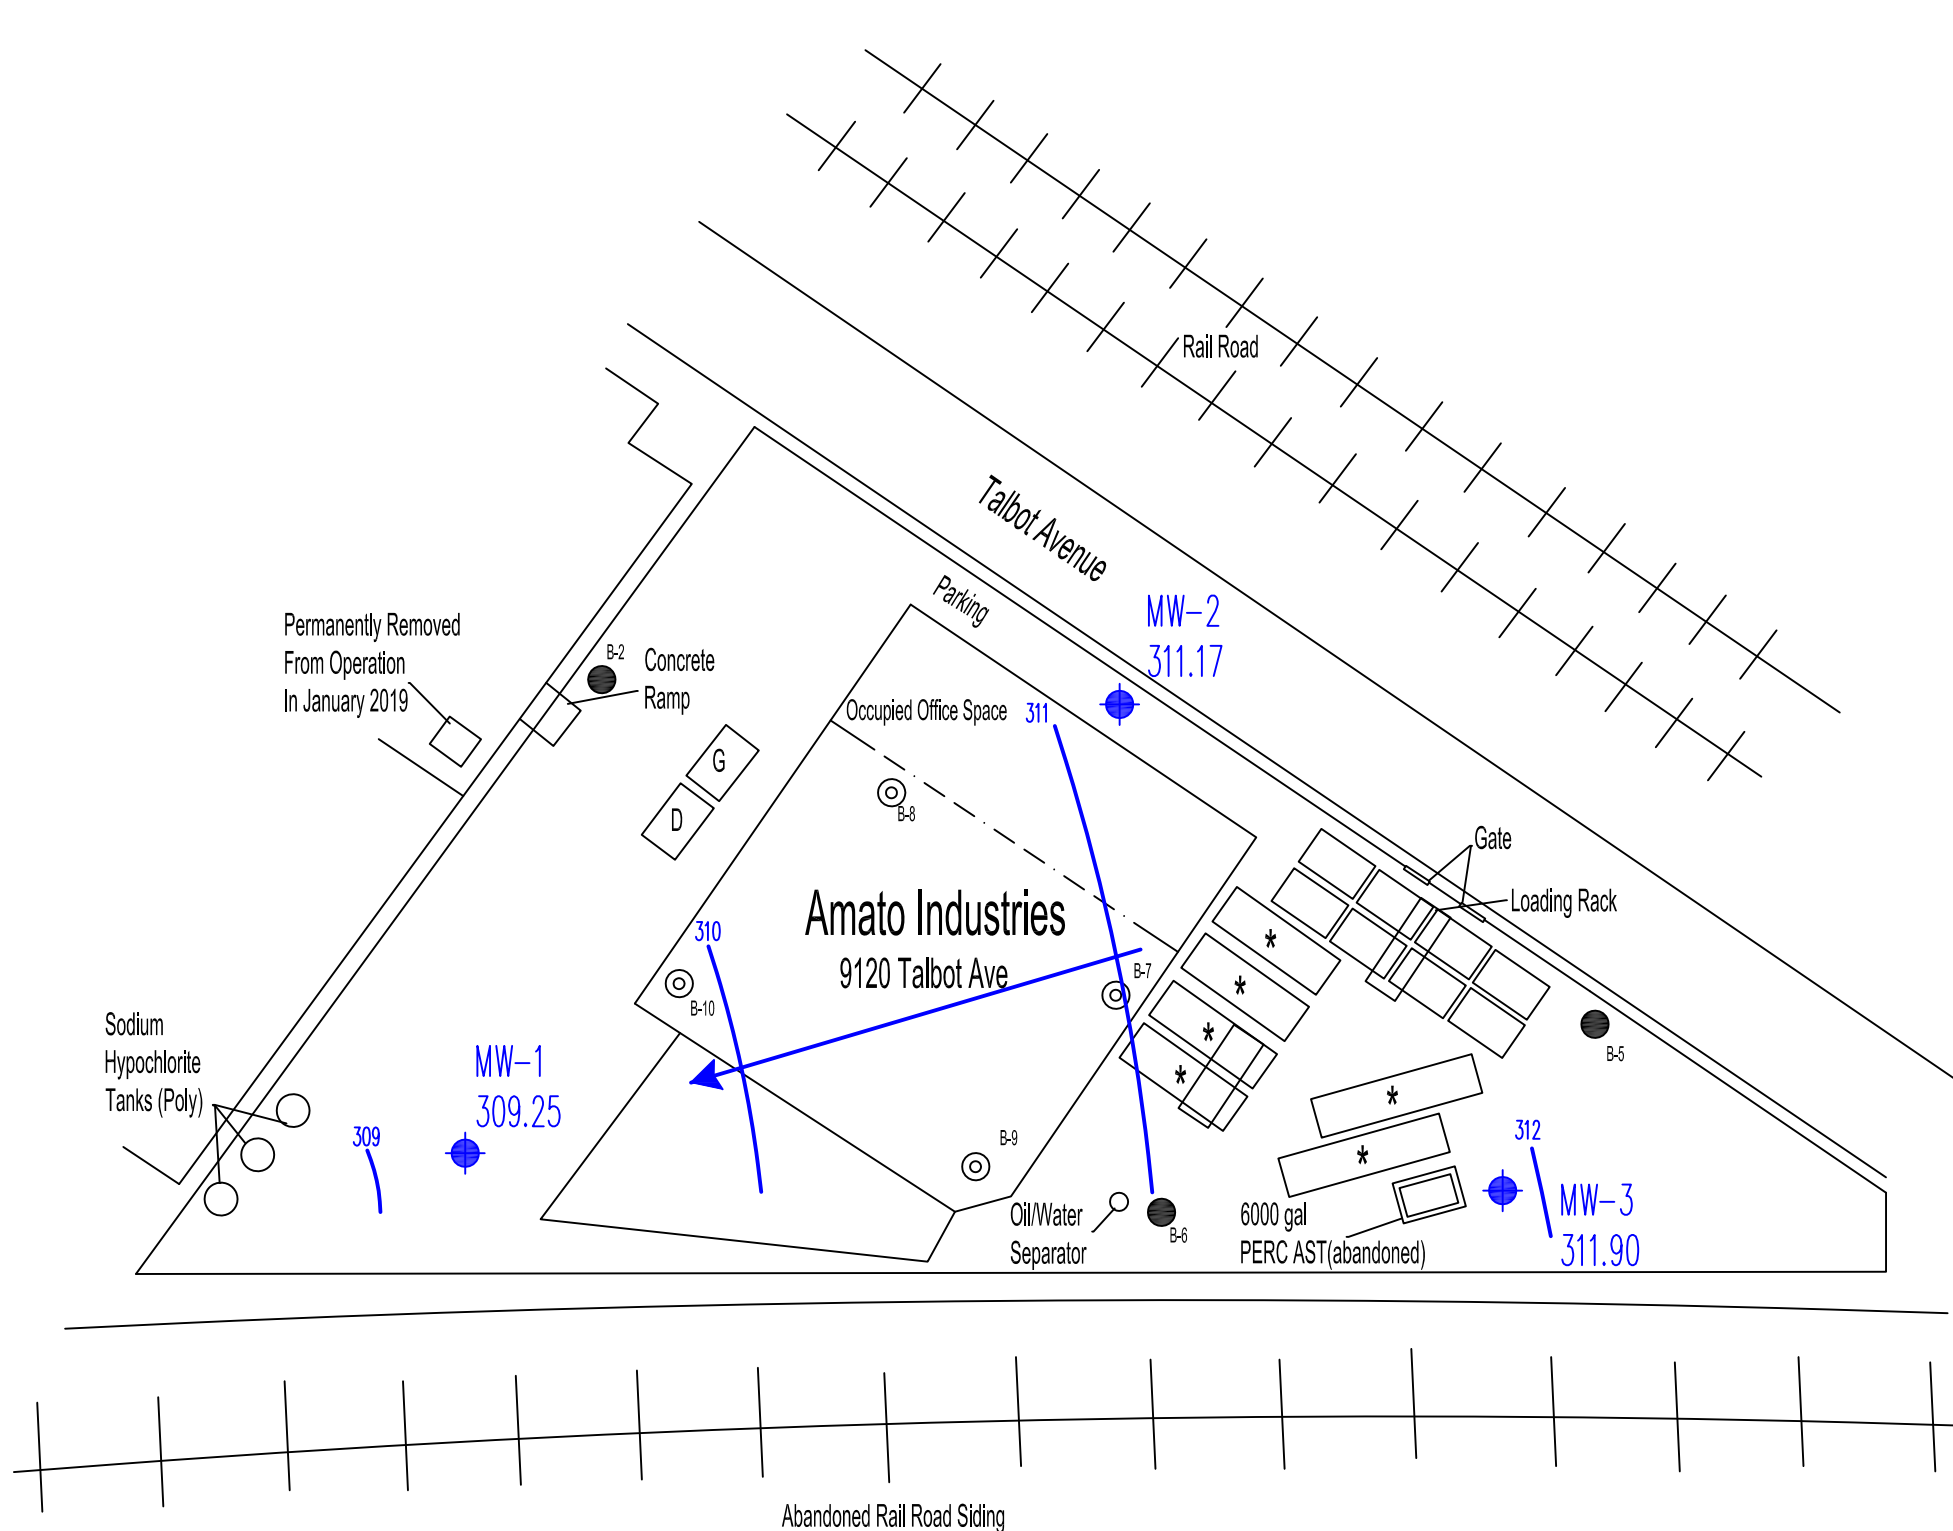 Rail Road
Talbot Avenue
Parking
MW-2
311.17
Permanently Removed
From Operation
In January 2019
B-2
Concrete
Ramp
Occupied Office Space
311
G
D
B-8
Gate
Loading Rack
Amato Industries
9120 Talbot Ave
310
B-7
B-10
*
*
*
*
B-5
Sodium
Hypochlorite
Tanks (Poly)
MW-1
309.25
309
B-9
*
*
312
MW-3
311.90
Oil/Water
Separator
B-6
6000 gal
PERC AST(abandoned)
Abandoned Rail Road Siding